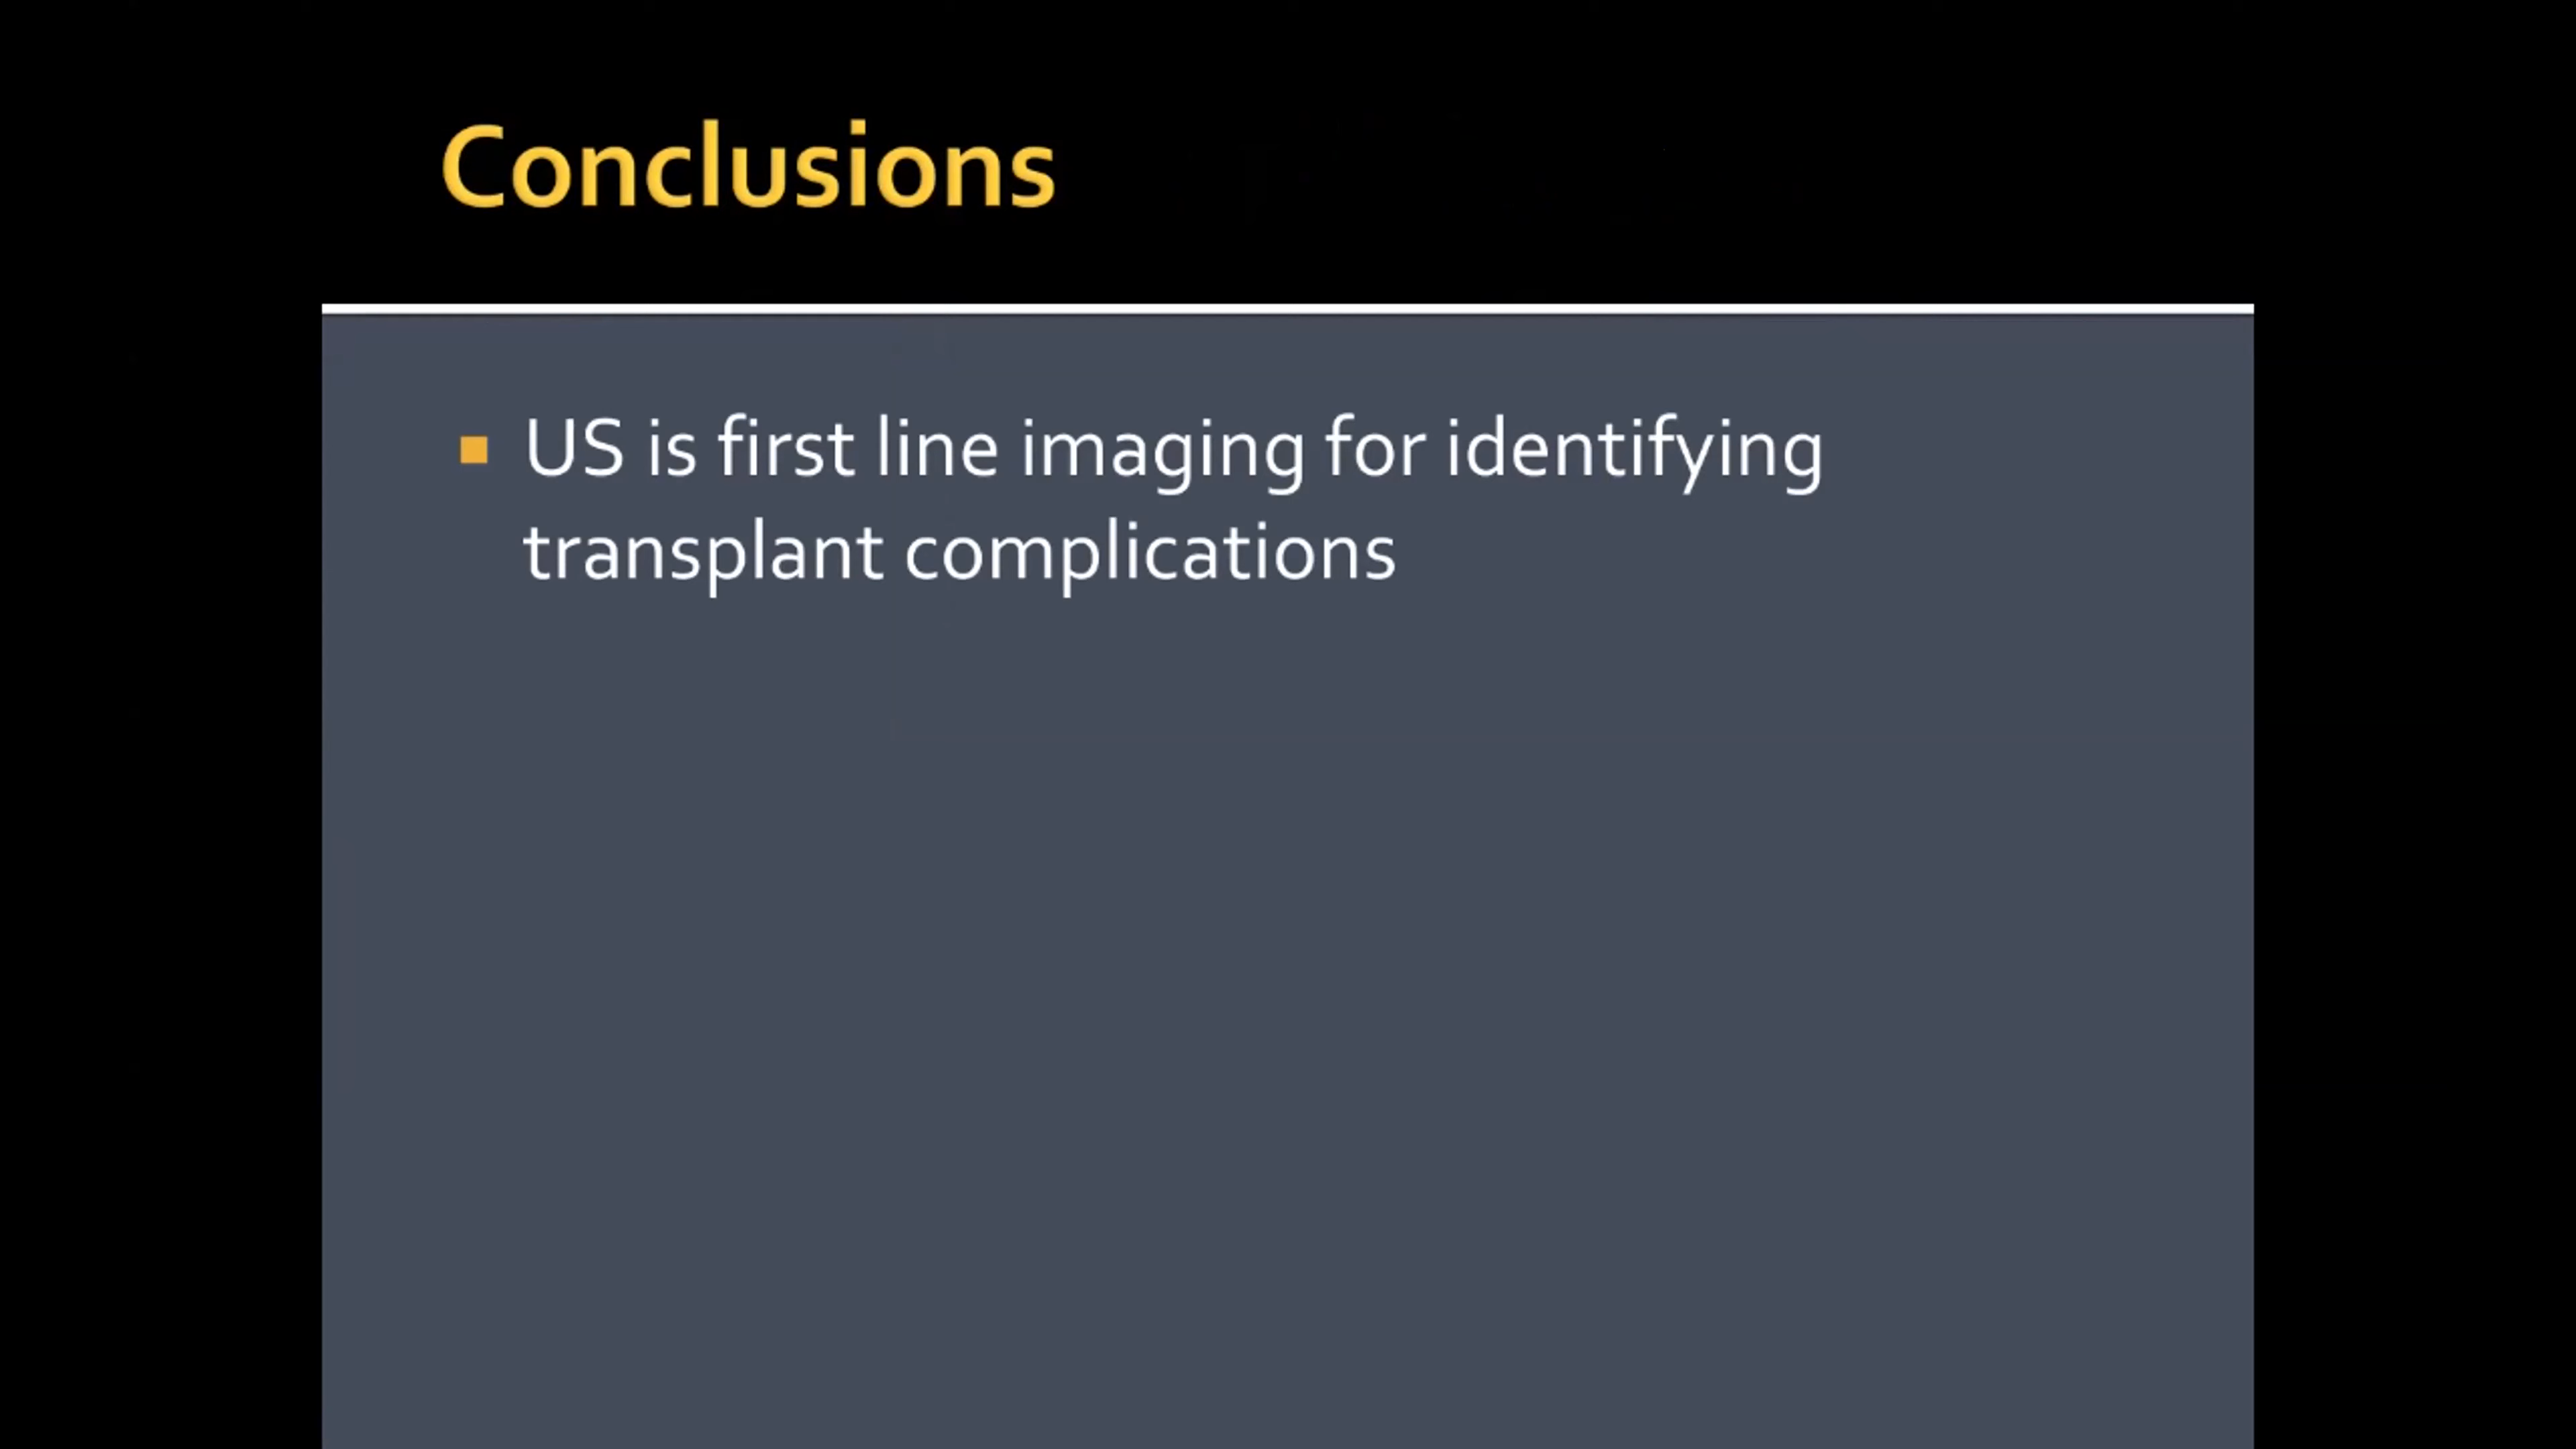 Conclusions
US is first line imaging for identifying
transplant complications